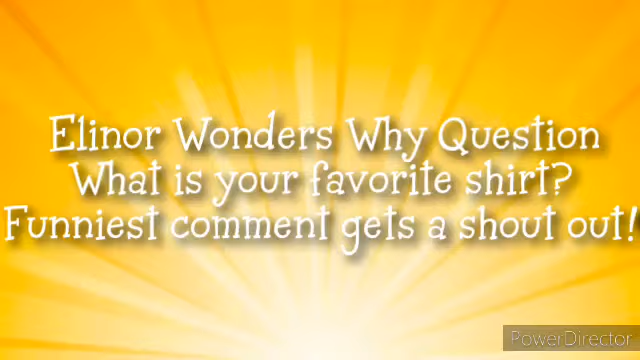 Elinor Wonders Why Question
What is your favorite shirt?
Funniest comment gets a shout out!
PowerDirector